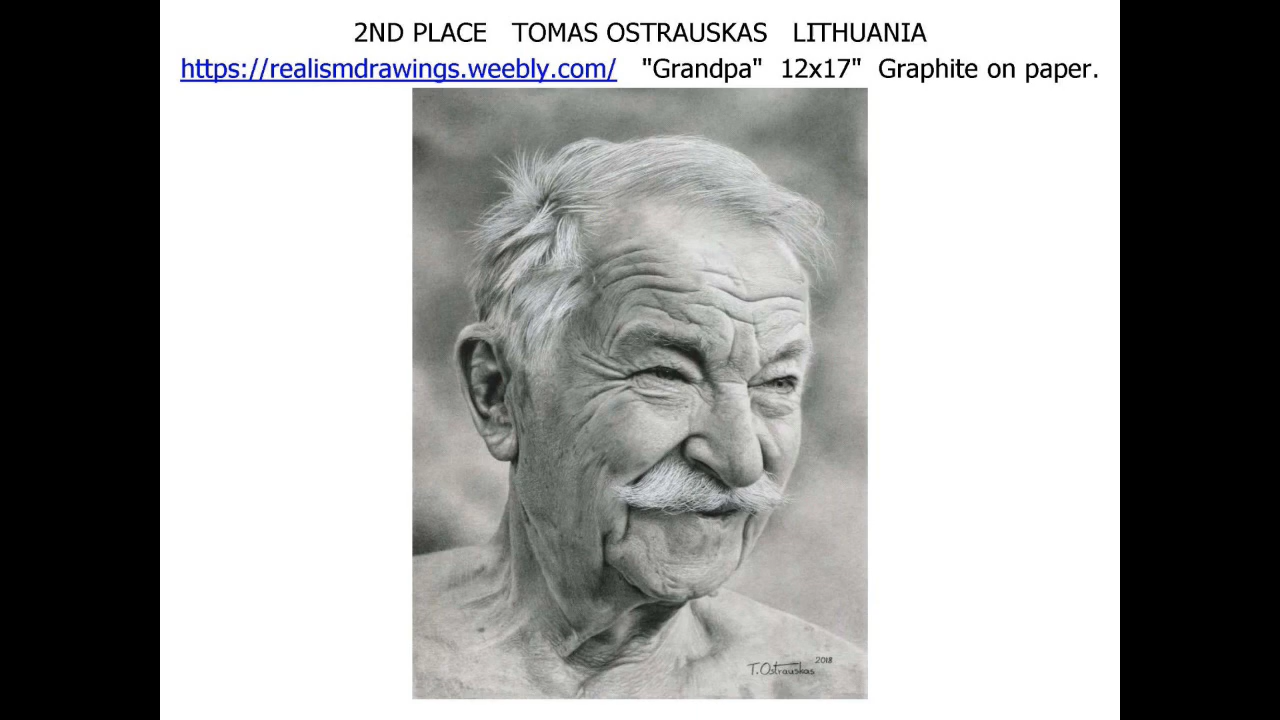 2ND PLACE TOMAS OSTRAUSKAS LITHUANIA
https://realismdrawings.weebly.com/ "Grandpa" 12x17" Graphite on paper.
2018
T.Ostrauskas